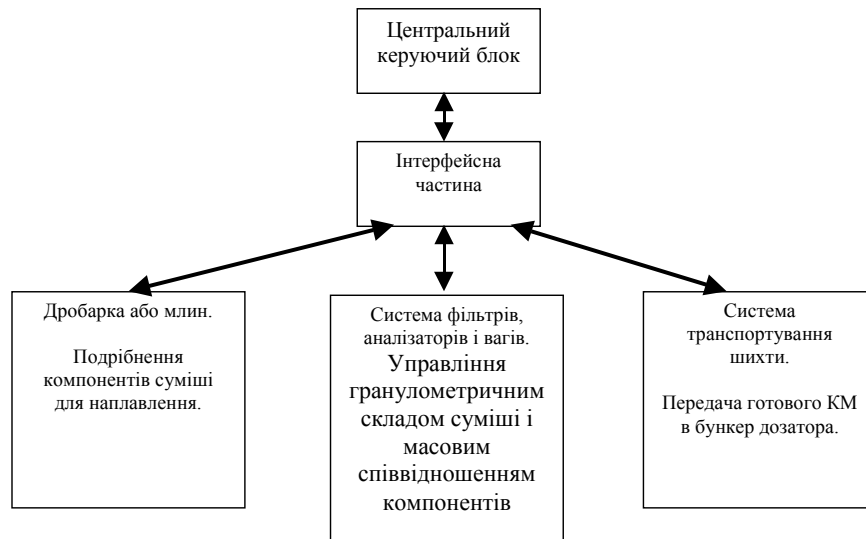 Центральний
керуючий блок
Інтерфейсна
частина
Дробарка або млин.
Подрібнення
компонентів суміші
для наплавлення.
Система фільтрів,
аналізаторів і вагів.
Управління
гранулометричним
складом суміші і
масовим
співвідношенням
компонентів
Система
транспортування
шихти.
Передача готового КМ
в бункер дозатора.